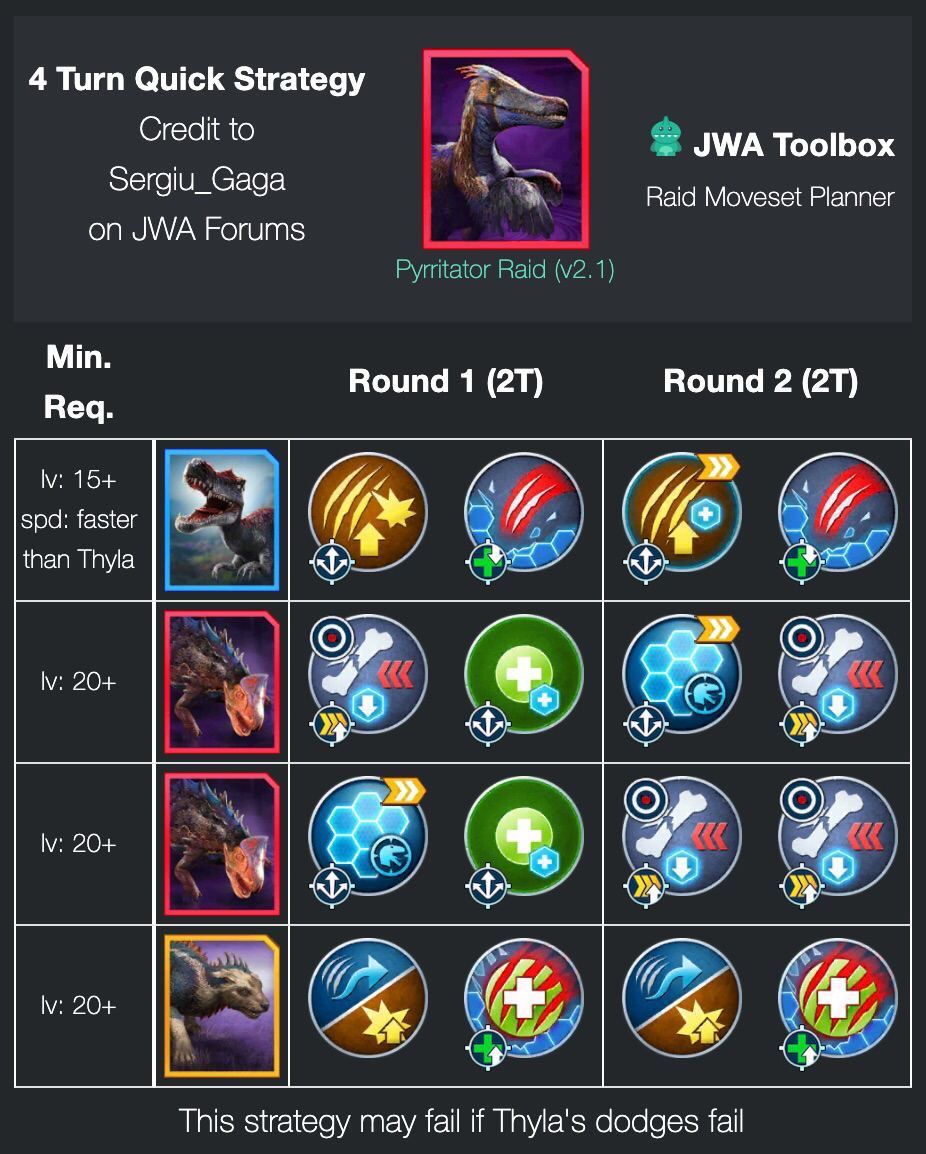 4 Turn Quick Strategy
Credit to
Sergiu_Gaga
on JWA Forums
JWA Toolbox
Raid Moveset Planner
Pyrritator Raid (v2.1)
Min.
Req.
Round 1 (2T)
Round 2 (2T)
lv: 15+
spd: faster
than Thyla
lv: 20+
lv: 20+
lv: 20+
This strategy may fail if Thyla's dodges fail